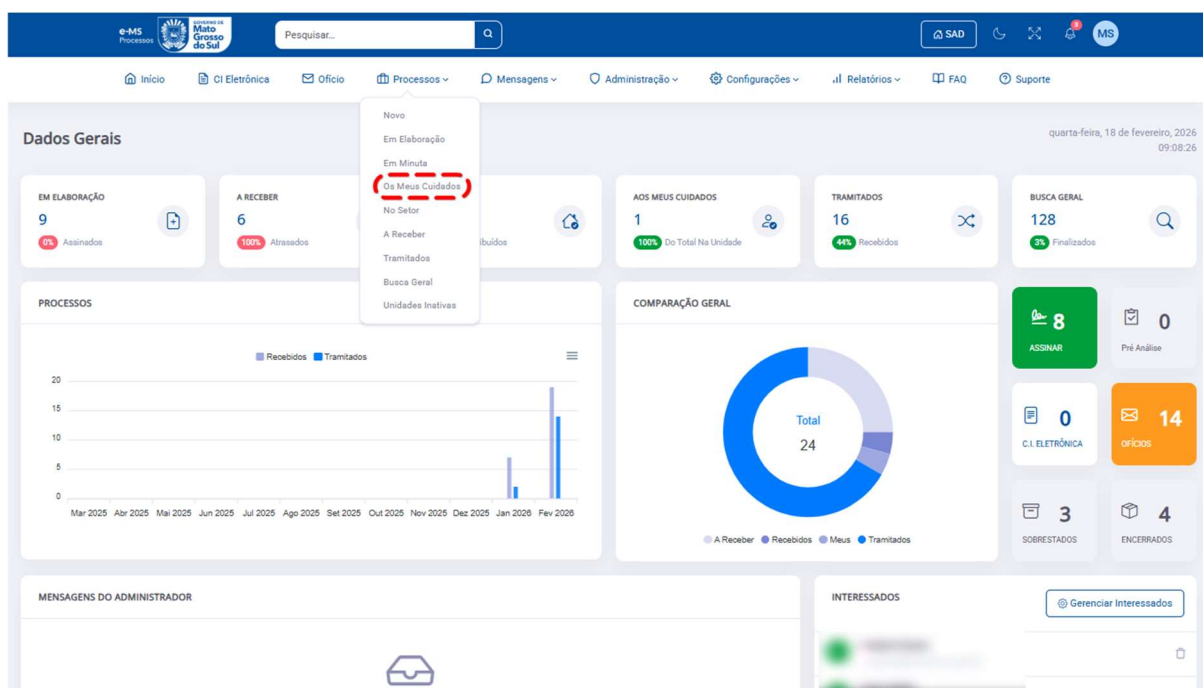 e-MS
Processos
GOVERNO DE
Mato
Grosso
do Sul
Pesquisar...
SAD
3
MS
Início
CI Eletrônica
Ofício
Processos
Mensagens
Administração
Configurações
Relatórios
FAQ
Suporte
Novo
Em Elaboração
Em Minuta
Os Meus Cuidados
No Setor
A Receber
Tramitados
Busca Geral
Unidades Inativas
Dados Gerais
quarta-feira, 18 de fevereiro, 2026
09:08:26
EM ELABORAÇÃO
9
0% Assinados
A RECEBER
6
100% Atrasados
AOS MEUS CUIDADOS
1
100% Do Total Na Unidade
TRAMITADOS
16
44% Recebidos
BUSCA GERAL
128
3% Finalizados
PROCESSOS
Recebidos Tramitados
20
15
10
5
0
Mar 2025 Abr 2025 Mai 2025 Jun 2025 Jul 2025 Ago 2025 Set 2025 Out 2025 Nov 2025 Dez 2025 Jan 2026 Fev 2026
COMPARAÇÃO GERAL
Total
24
A Receber Recebidos Meus Tramitados
8
ASSINAR
0
Pré Análise
0
C.I. ELETRÔNICA
14
OFÍCIOS
3
SOBRESTADOS
4
ENCERRADOS
MENSAGENS DO ADMINISTRADOR
INTERESSADOS
Gerenciar Interessados